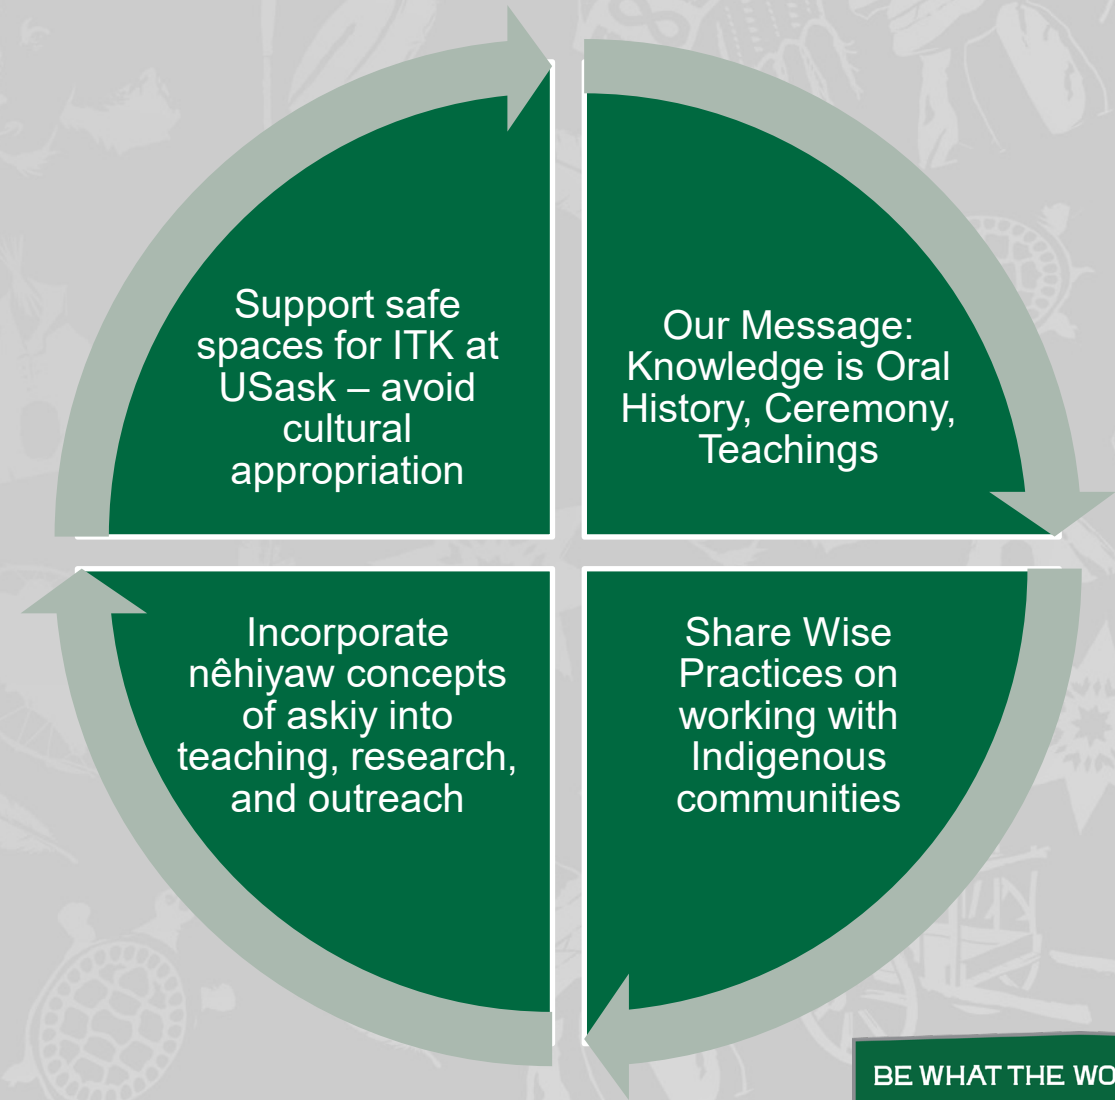 Support safe
spaces for ITK at
USask – avoid
cultural
appropriation
Our Message:
Knowledge is Oral
History, Ceremony,
Teachings
Incorporate
nêhiyaw concepts
of askiy into
teaching, research,
and outreach
Share Wise
Practices on
working with
Indigenous
communities
BE WHAT THE WO